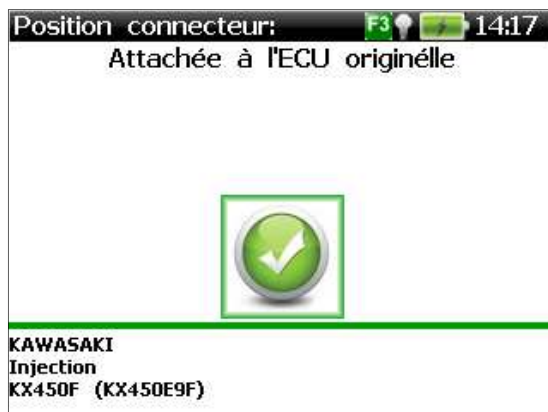 Position connecteur: F3 14:17
Attachée à l'ECU originélle
KAWASAKI
Injection
KX450F (KX450E9F)